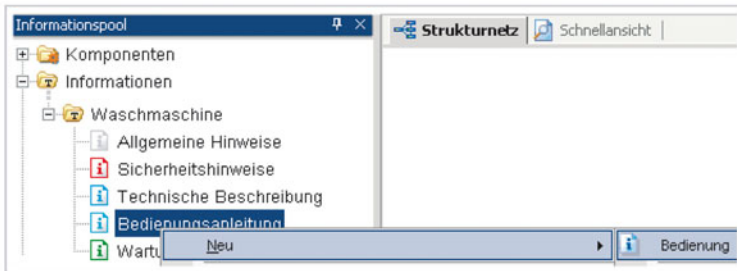 Informationspool
Strukturnetz Schnellansicht
Komponenten
Informationen
Waschmaschine
Allgemeine Hinweise
Sicherheitshinweise
Technische Beschreibung
Bedienungsanleitung
Neu Bedienung